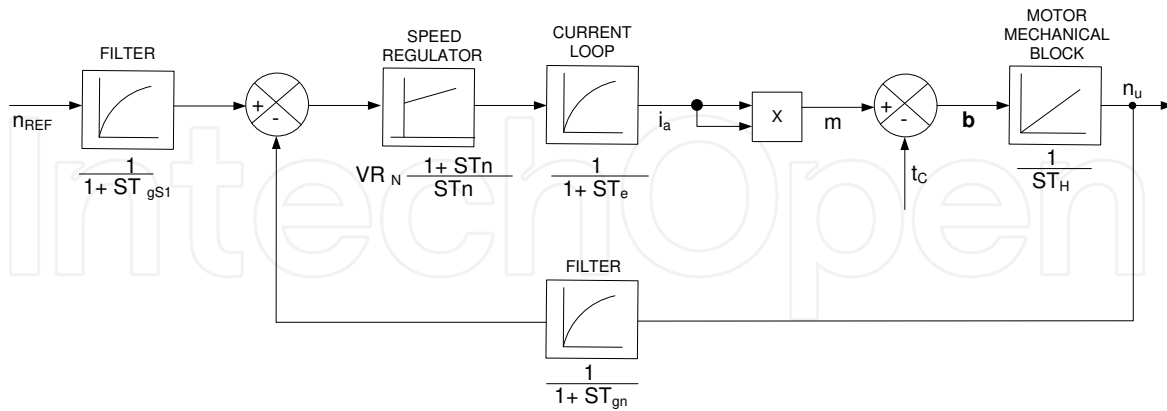 FILTER
SPEED
REGULATOR
CURRENT
LOOP
MOTOR
MECHANICAL
BLOCK
n_REF
+
-
i_a
X
m
+
-
b
n_u
t_C
1
1+ ST_gS1
VR_N 1+ STn
STn
1
1+ ST_e
1
ST_H
FILTER
1
1+ ST_gn
IntechOpen